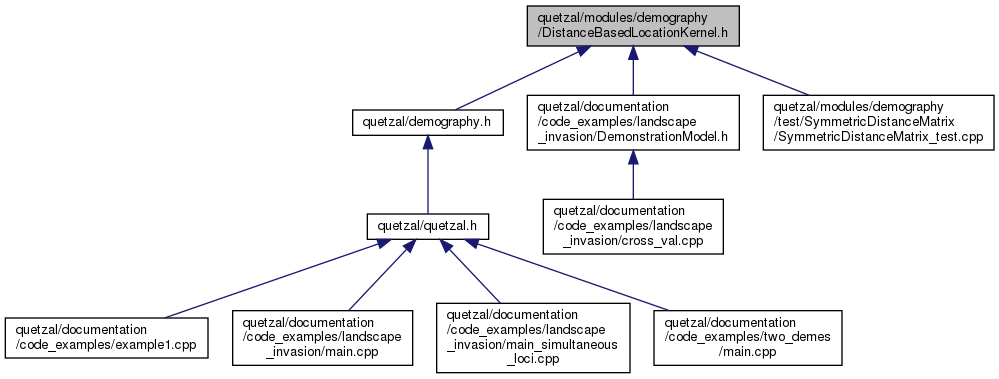 quetzal/modules/demography
/DistanceBasedLocationKernel.h
quetzal/demography.h
quetzal/documentation
/code_examples/landscape
_invasion/DemonstrationModel.h
quetzal/modules/demography
/test/SymmetricDistanceMatrix
/SymmetricDistanceMatrix_test.cpp
quetzal/quetzal.h
quetzal/documentation
/code_examples/landscape
_invasion/cross_val.cpp
quetzal/documentation
/code_examples/example1.cpp
quetzal/documentation
/code_examples/landscape
_invasion/main.cpp
quetzal/documentation
/code_examples/landscape
_invasion/main_simultaneous
_loci.cpp
quetzal/documentation
/code_examples/two_demes
/main.cpp